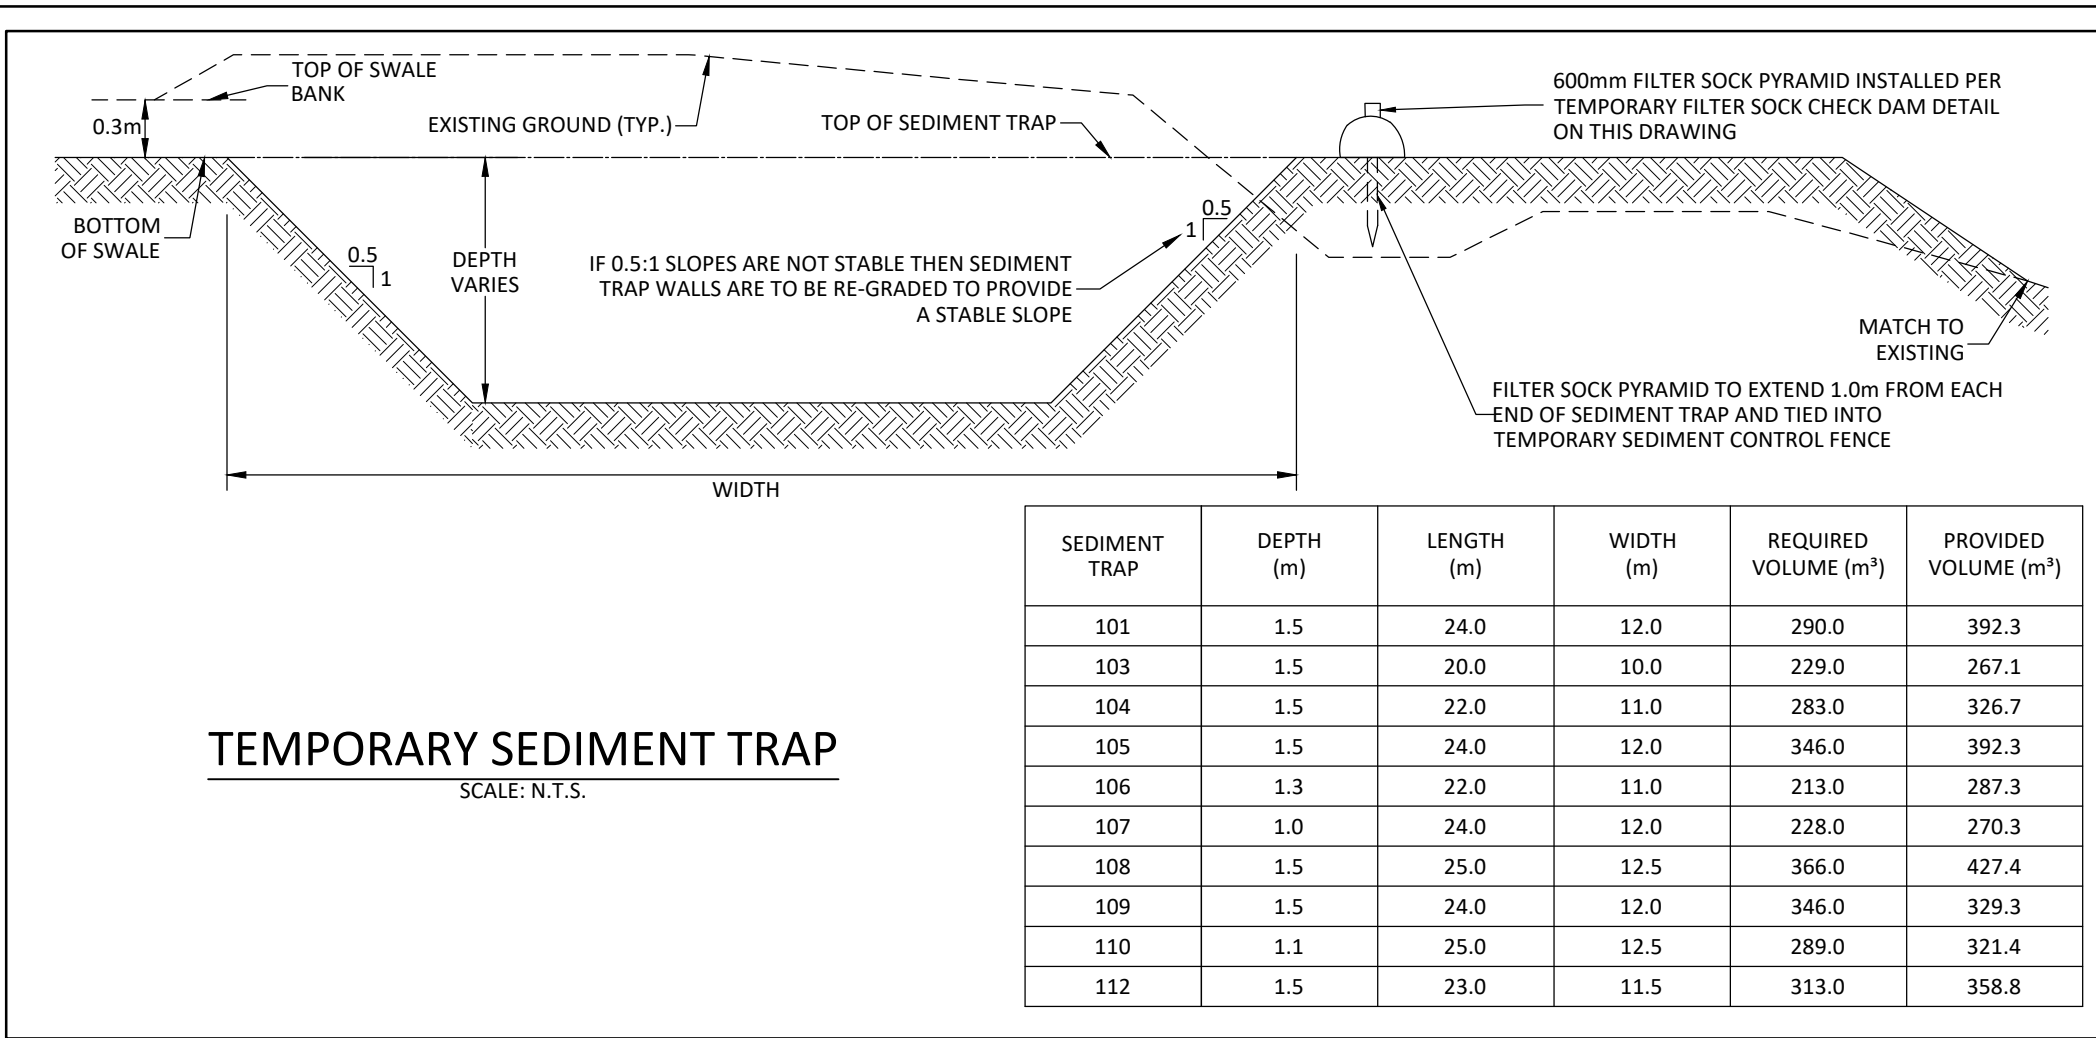 TOP OF SWALE
BANK
0.3m
EXISTING GROUND (TYP.)
TOP OF SEDIMENT TRAP
600mm FILTER SOCK PYRAMID INSTALLED PER
TEMPORARY FILTER SOCK CHECK DAM DETAIL
ON THIS DRAWING
BOTTOM
OF SWALE
0.5
1
DEPTH
VARIES
IF 0.5:1 SLOPES ARE NOT STABLE THEN SEDIMENT
TRAP WALLS ARE TO BE RE-GRADED TO PROVIDE
A STABLE SLOPE
0.5
1
MATCH TO
EXISTING
FILTER SOCK PYRAMID TO EXTEND 1.0m FROM EACH
END OF SEDIMENT TRAP AND TIED INTO
TEMPORARY SEDIMENT CONTROL FENCE
WIDTH
SEDIMENT TRAP DEPTH (m) LENGTH (m) WIDTH (m) REQUIRED VOLUME (m³) PROVIDED VOLUME (m³)
101 1.5 24.0 12.0 290.0 392.3
103 1.5 20.0 10.0 229.0 267.1
104 1.5 22.0 11.0 283.0 326.7
105 1.5 24.0 12.0 346.0 392.3
106 1.3 22.0 11.0 213.0 287.3
107 1.0 24.0 12.0 228.0 270.3
108 1.5 25.0 12.5 366.0 427.4
109 1.5 24.0 12.0 346.0 329.3
110 1.1 25.0 12.5 289.0 321.4
112 1.5 23.0 11.5 313.0 358.8
TEMPORARY SEDIMENT TRAP
SCALE: N.T.S.